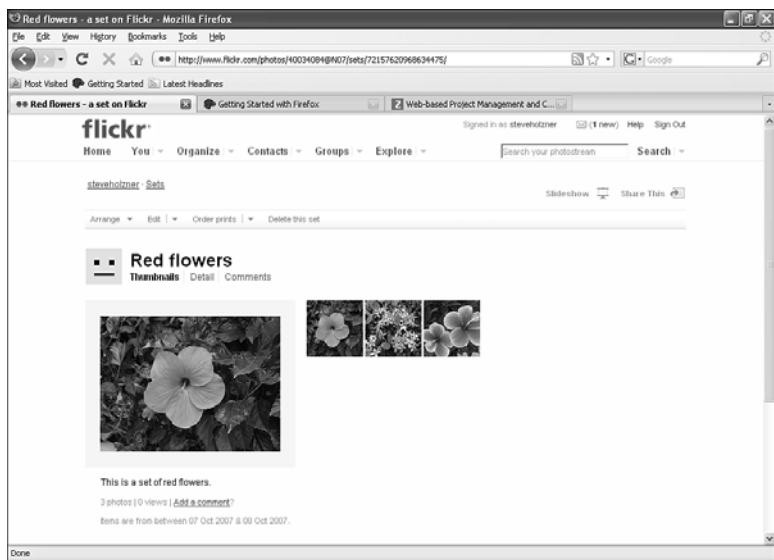 Red flowers - a set on Flickr - Mozilla Firefox
File Edit View History Bookmarks Tools Help
http://www.flickr.com/photos/40034084@N07/sets/72157620968634475/
Google
Most Visited Getting Started Latest Headlines
Red flowers - a set on Flickr
Getting Started with Firefox
Web-based Project Management and C...
flickr
Signed in as steveholzner (1 new) Help Sign Out
Home You Organize Contacts Groups Explore
Search your photostream Search
steveholzner · Sets
Slideshow Share This
Arrange Edit Order prints Delete this set
Red flowers
Thumbnails Detail Comments
This is a set of red flowers.
3 photos | 0 views | Add a comment?
items are from between 07 Oct 2007 & 08 Oct 2007.
Done